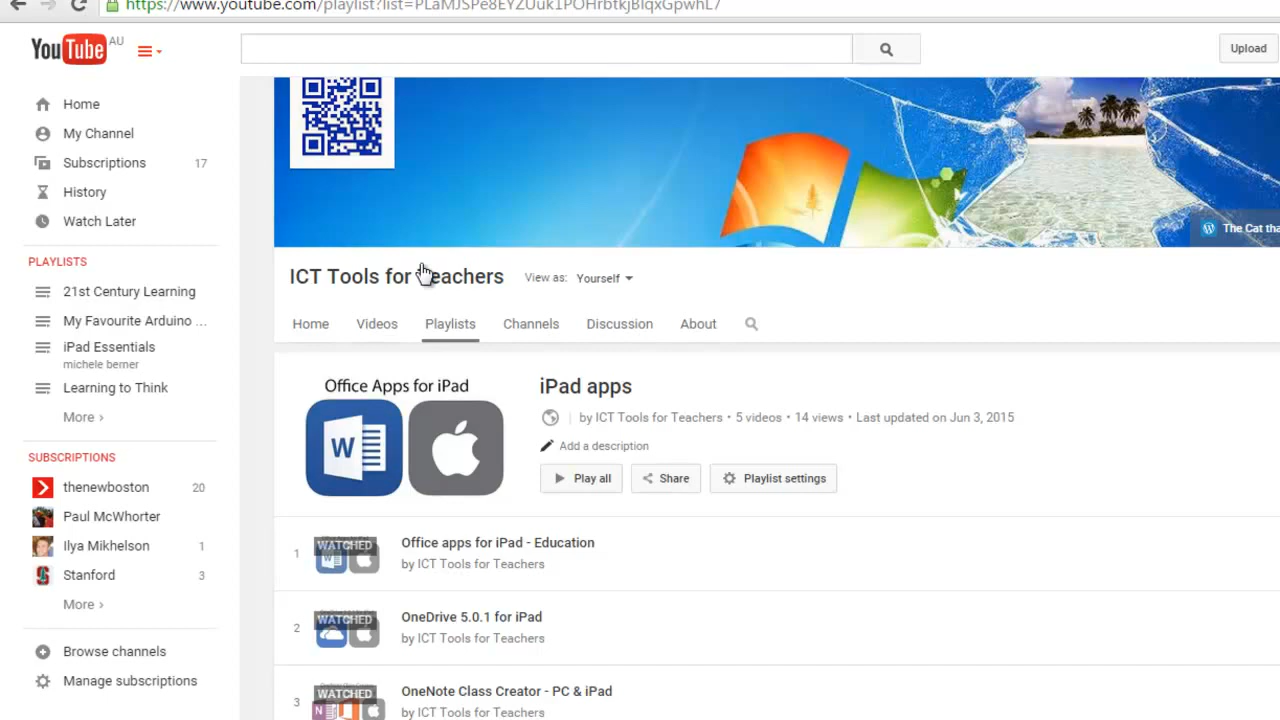 https://www.youtube.com/playlist?list=PLaMJSPe8EYZUuk1POHrbtkjBlqxGpwhL7
YouTube AU
Upload
Home
My Channel
Subscriptions 17
History
Watch Later
PLAYLISTS
21st Century Learning
My Favourite Arduino ...
iPad Essentials
michele berner
Learning to Think
More ›
SUBSCRIPTIONS
thenewboston 20
Paul McWhorter
Ilya Mikhelson 1
Stanford 3
More ›
Browse channels
Manage subscriptions
The Cat tha
ICT Tools for Teachers View as: Yourself
Home Videos Playlists Channels Discussion About
Office Apps for iPad
W
iPad apps
by ICT Tools for Teachers • 5 videos • 14 views • Last updated on Jun 3, 2015
Add a description
Play all Share Playlist settings
1 WATCHED Office apps for iPad - Education
by ICT Tools for Teachers
2 WATCHED OneDrive 5.0.1 for iPad
by ICT Tools for Teachers
3 WATCHED OneNote Class Creator - PC & iPad
by ICT Tools for Teachers